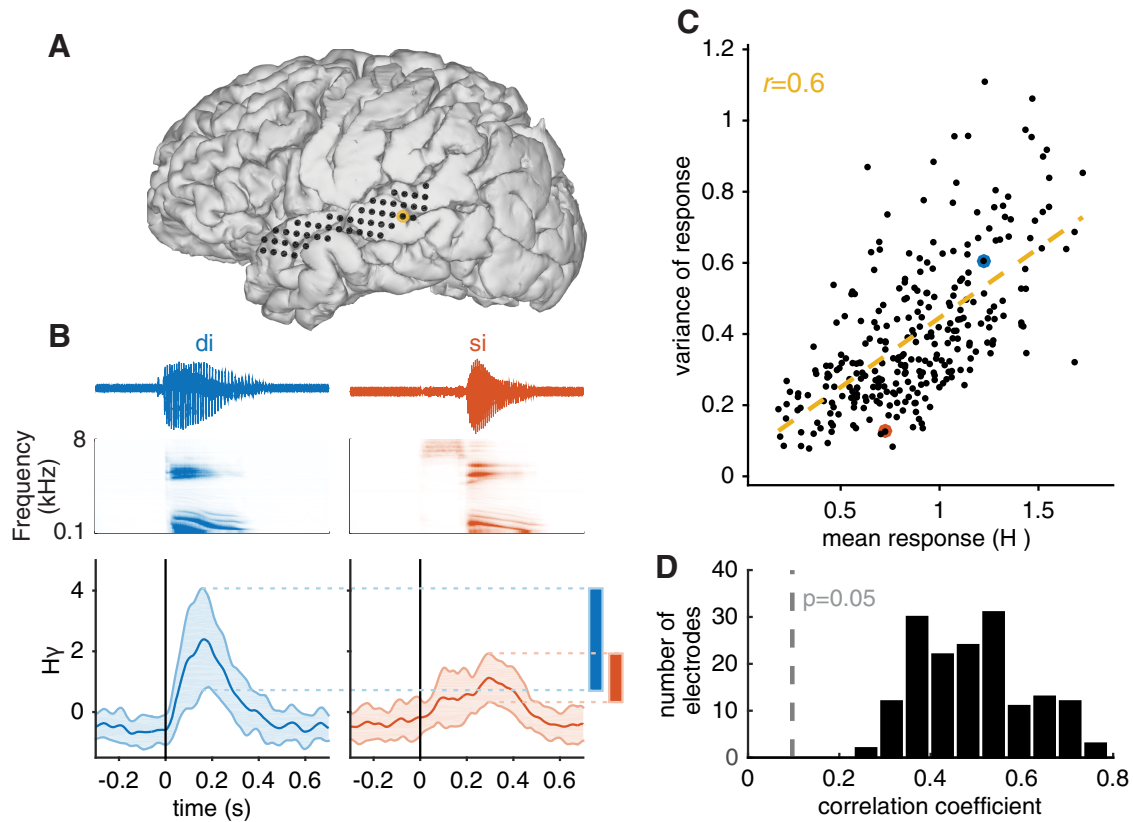 A
B
di
si
8
Frequency
(kHz)
0.1
4
2
0
Hγ
-0.2 0 0.2 0.4 0.6
-0.2 0 0.2 0.4 0.6
time (s)
C
1.2
1
0.8
0.6
0.4
0.2
0
variance of response
r=0.6
0.5 1 1.5
mean response (H )
D
40
30
20
10
0
number of
electrodes
p=0.05
0 0.2 0.4 0.6 0.8
correlation coefficient